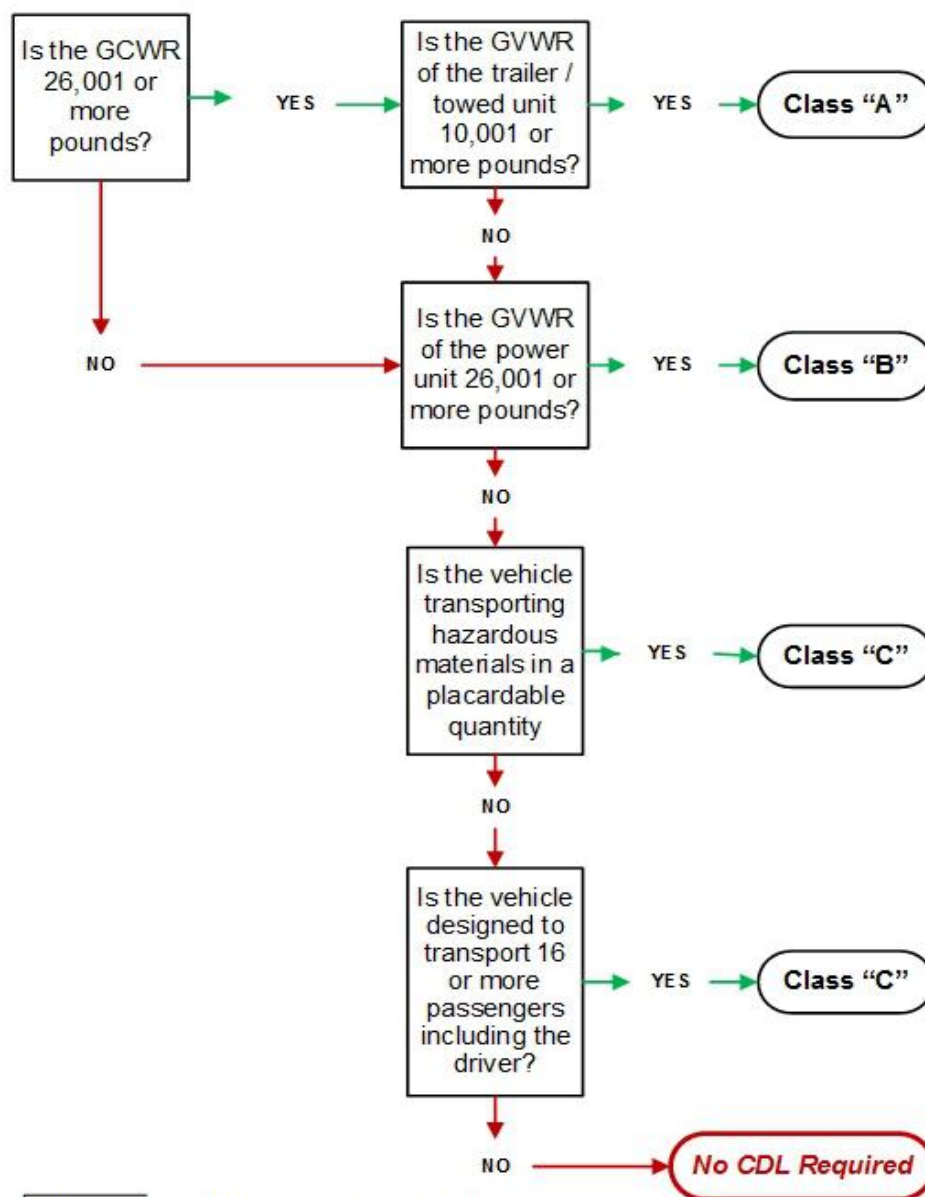 Is the GCWR
26,001 or
more
pounds?
YES
Is the GVWR
of the trailer /
towed unit
10,001 or
more pounds?
YES
Class “A”
NO
NO
Is the GVWR
of the power
unit 26,001 or
more pounds?
YES
Class “B”
NO
Is the vehicle
transporting
hazardous
materials in a
placardable
quantity
YES
Class “C”
NO
Is the vehicle
designed to
transport 16
or more
passengers
including the
driver?
YES
Class “C”
NO
No CDL Required